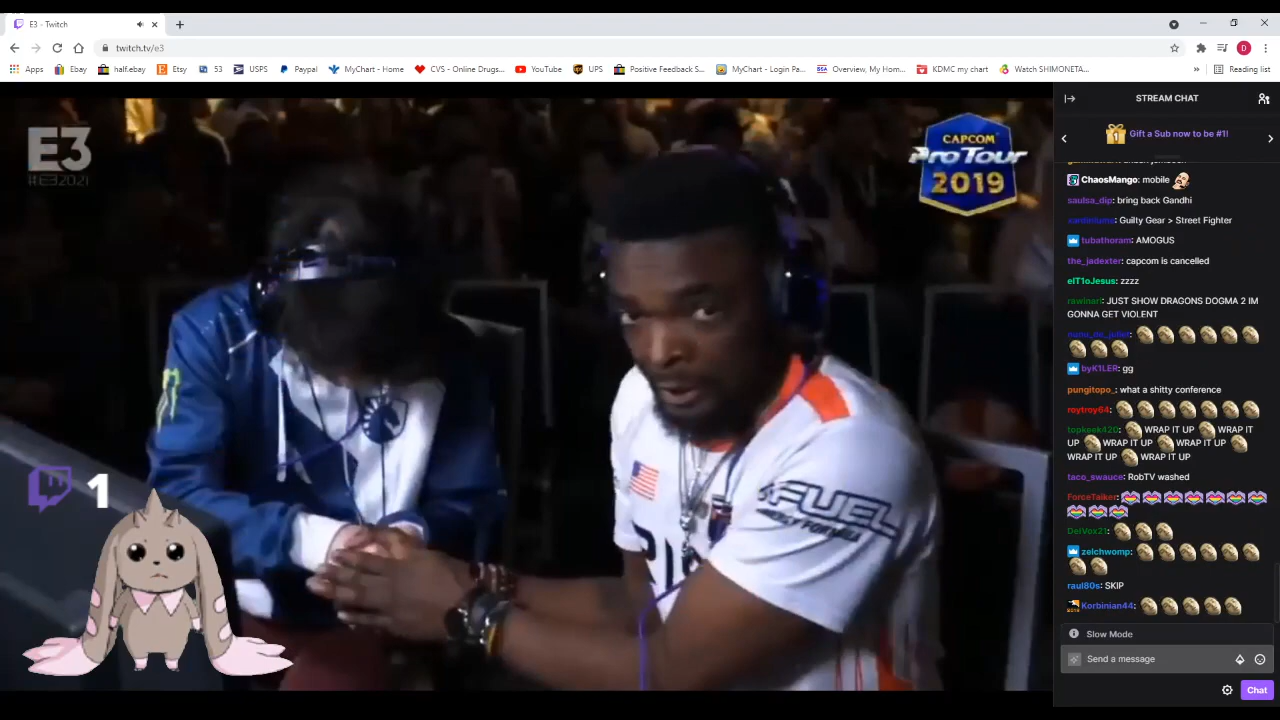 E3 - Twitch
twitch.tv/e3
D
Apps
Ebay
half.ebay
Etsy
53
USPS
Paypal
MyChart - Home
CVS - Online Drugs...
YouTube
UPS
Positive Feedback S...
MyChart - Login Pa...
Overview, My Hom...
KDMC my chart
Watch SHIMONETA...
»
Reading list
E3
#E32021
CAPCOM
Pro Tour
2019
FUEL
1
STREAM CHAT
Gift a Sub now to be #1!
ChaosMango: mobile
saulsa_dip: bring back Gandhi
Guilty Gear > Street Fighter
tubathoram: AMOGUS
the_jadexter: capcom is cancelled
elT1oJesus: zzzz
rawinari: JUST SHOW DRAGONS DOGMA 2 IM
GONNA GET VIOLENT
byK1LER: gg
pungitopo_: what a shitty conference
roytroy64:
topkeek420: WRAP IT UP WRAP IT
UP WRAP IT UP WRAP IT UP
WRAP IT UP WRAP IT UP
taco_swauce: RobTV washed
ForceTaiker:
DelVox21:
zelchwomp:
raul80s: SKIP
Korbinian44:
Slow Mode
Send a message
Chat